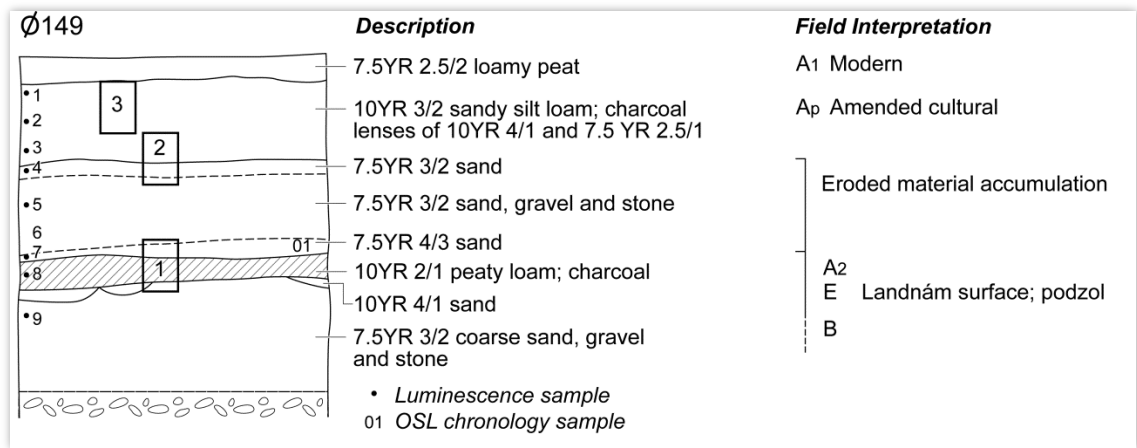 Ø149
Description
Field Interpretation
7.5YR 2.5/2 loamy peat
A1 Modern
1
3
10YR 3/2 sandy silt loam; charcoal
lenses of 10YR 4/1 and 7.5 YR 2.5/1
Ap Amended cultural
2
3
2
4
7.5YR 3/2 sand
Eroded material accumulation
5
7.5YR 3/2 sand, gravel and stone
6
7
01
7.5YR 4/3 sand
8
1
10YR 2/1 peaty loam; charcoal
A2
E Landnám surface; podzol
10YR 4/1 sand
9
7.5YR 3/2 coarse sand, gravel
and stone
B
• Luminescence sample
01 OSL chronology sample